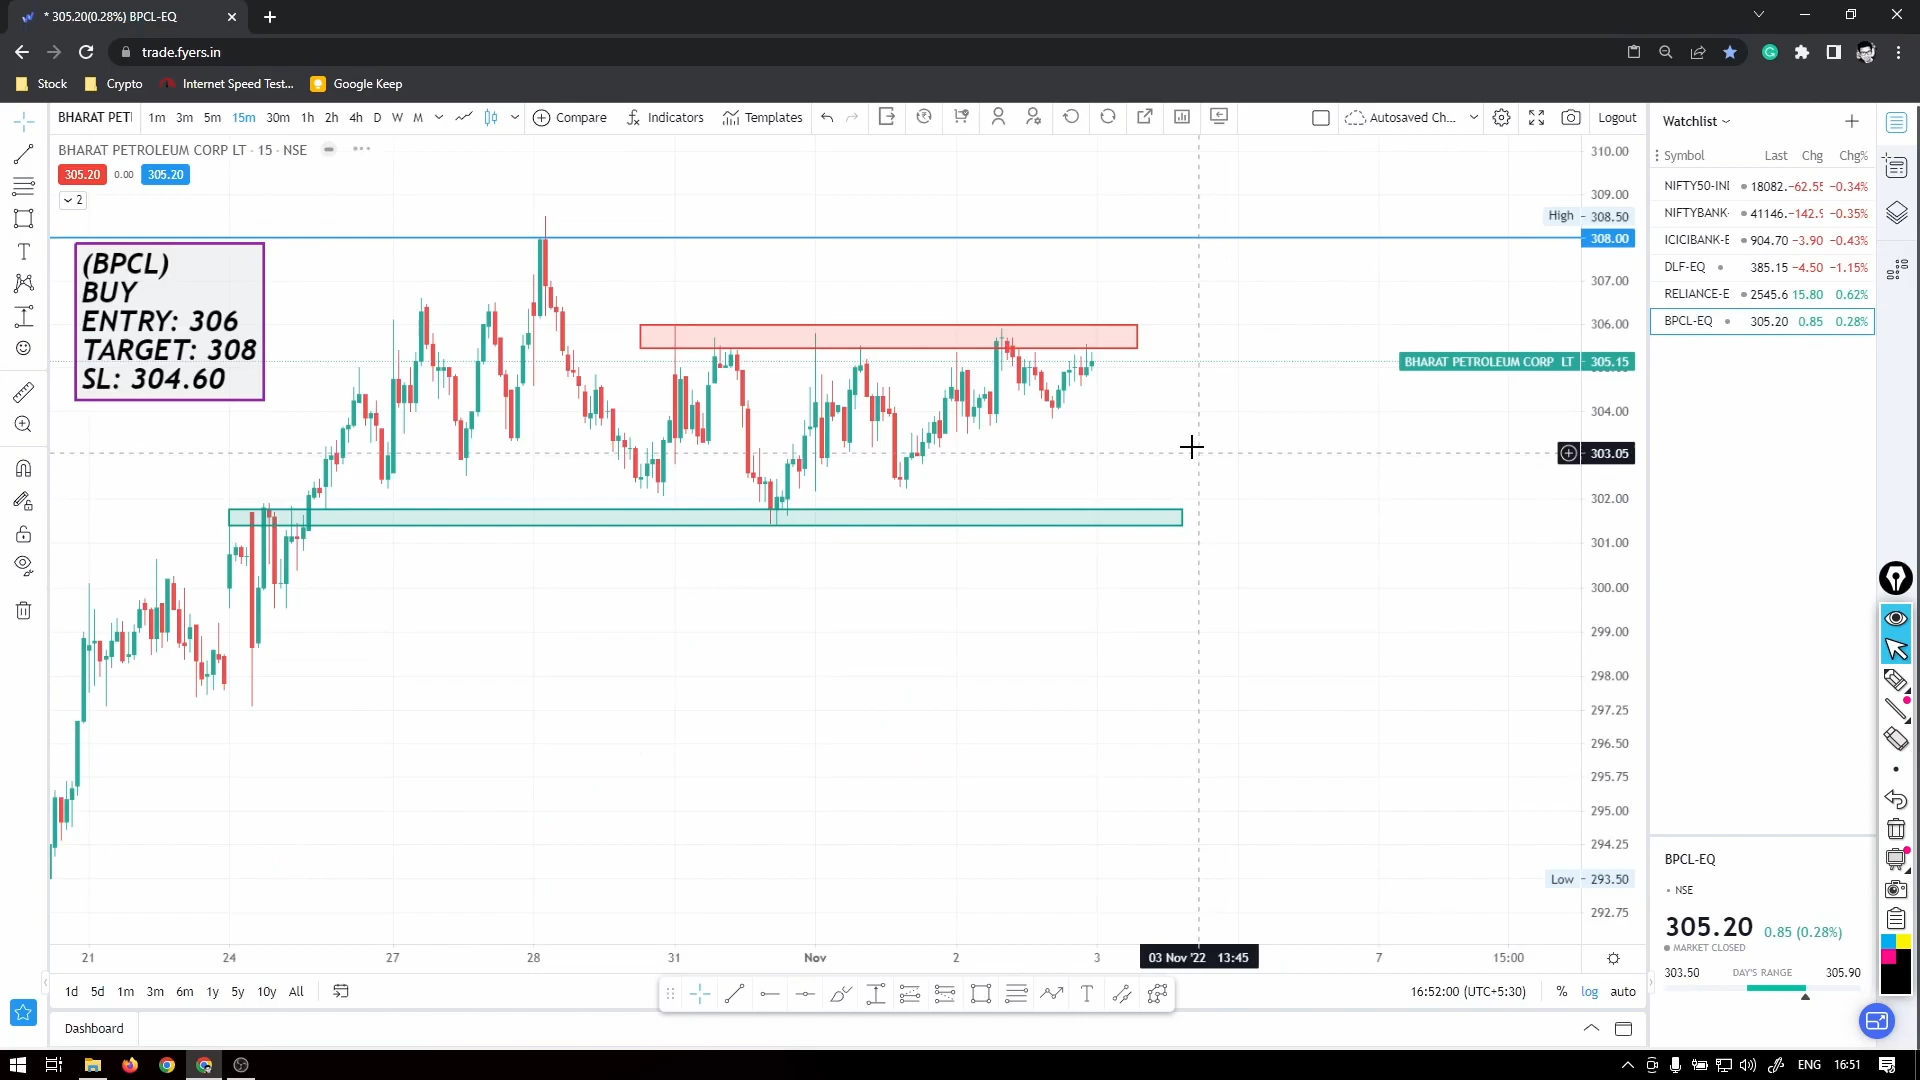 * 305.20(0.28%) BPCL-EQ
trade.fyers.in
Stock Crypto Internet Speed Test... Google Keep
BHARAT PETI 1m 3m 5m 15m 30m 1h 2h 4h D W M Compare Indicators Templates Autosaved Ch... Logout
BHARAT PETROLEUM CORP LT · 15 · NSE
305.20 0.00 305.20
2
(BPCL)
BUY
ENTRY: 306
TARGET: 308
SL: 304.60
310.00
309.00
High 308.50
308.00
307.00
306.00
BHARAT PETROLEUM CORP LT 305.15
304.00
303.05
302.00
301.00
300.00
299.00
298.00
297.25
296.50
295.75
295.00
294.25
Low 293.50
292.75
21 24 27 28 31 Nov 2 3 03 Nov '22 13:45 7 15:00
1d 5d 1m 3m 6m 1y 5y 10y All
16:52:00 (UTC+5:30) % log auto
Dashboard
Watchlist
Symbol Last Chg Chg%
NIFTY50-INI 18082. −62.55 −0.34%
NIFTYBANK- 41146. −142.9 −0.35%
ICICIBANK-E 904.70 −3.90 −0.43%
DLF-EQ 385.15 −4.50 −1.15%
RELIANCE-E 2545.6 15.80 0.62%
BPCL-EQ 305.20 0.85 0.28%
BPCL-EQ
NSE
305.20 0.85 (0.28%)
MARKET CLOSED
303.50 DAY'S RANGE 305.90
ENG 16:51